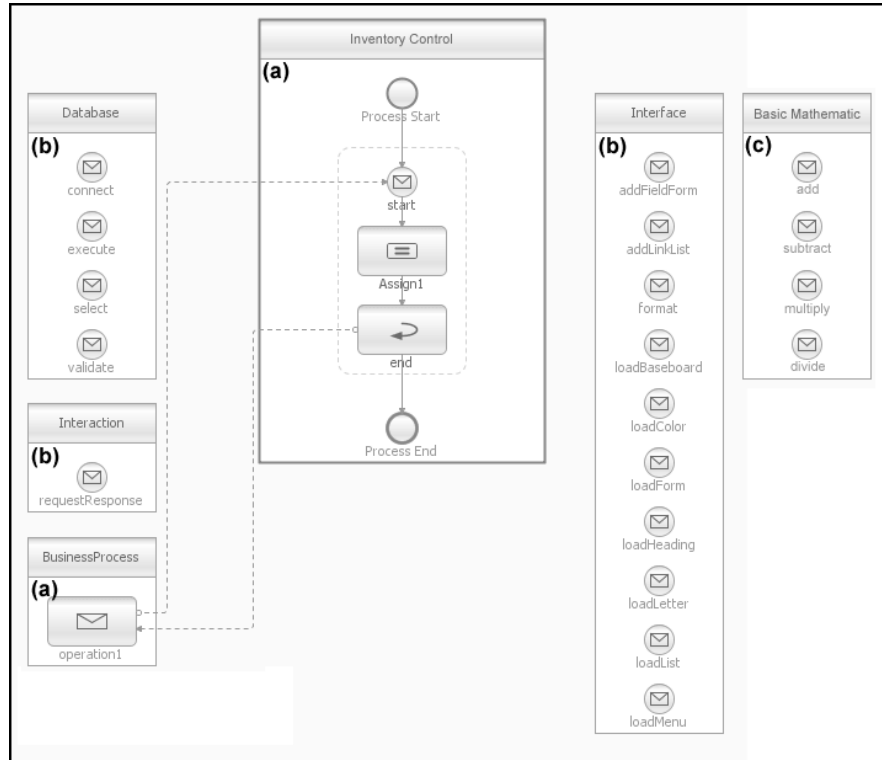 Inventory Control
(a)
Process Start
start
Assign1
end
Process End
Database
(b)
connect
execute
select
validate
Interaction
(b)
requestResponse
BusinessProcess
(a)
operation1
Interface
(b)
addFieldForm
addLinkList
format
loadBaseboard
loadColor
loadForm
loadHeading
loadLetter
loadList
loadMenu
Basic Mathematic
(c)
add
subtract
multiply
divide